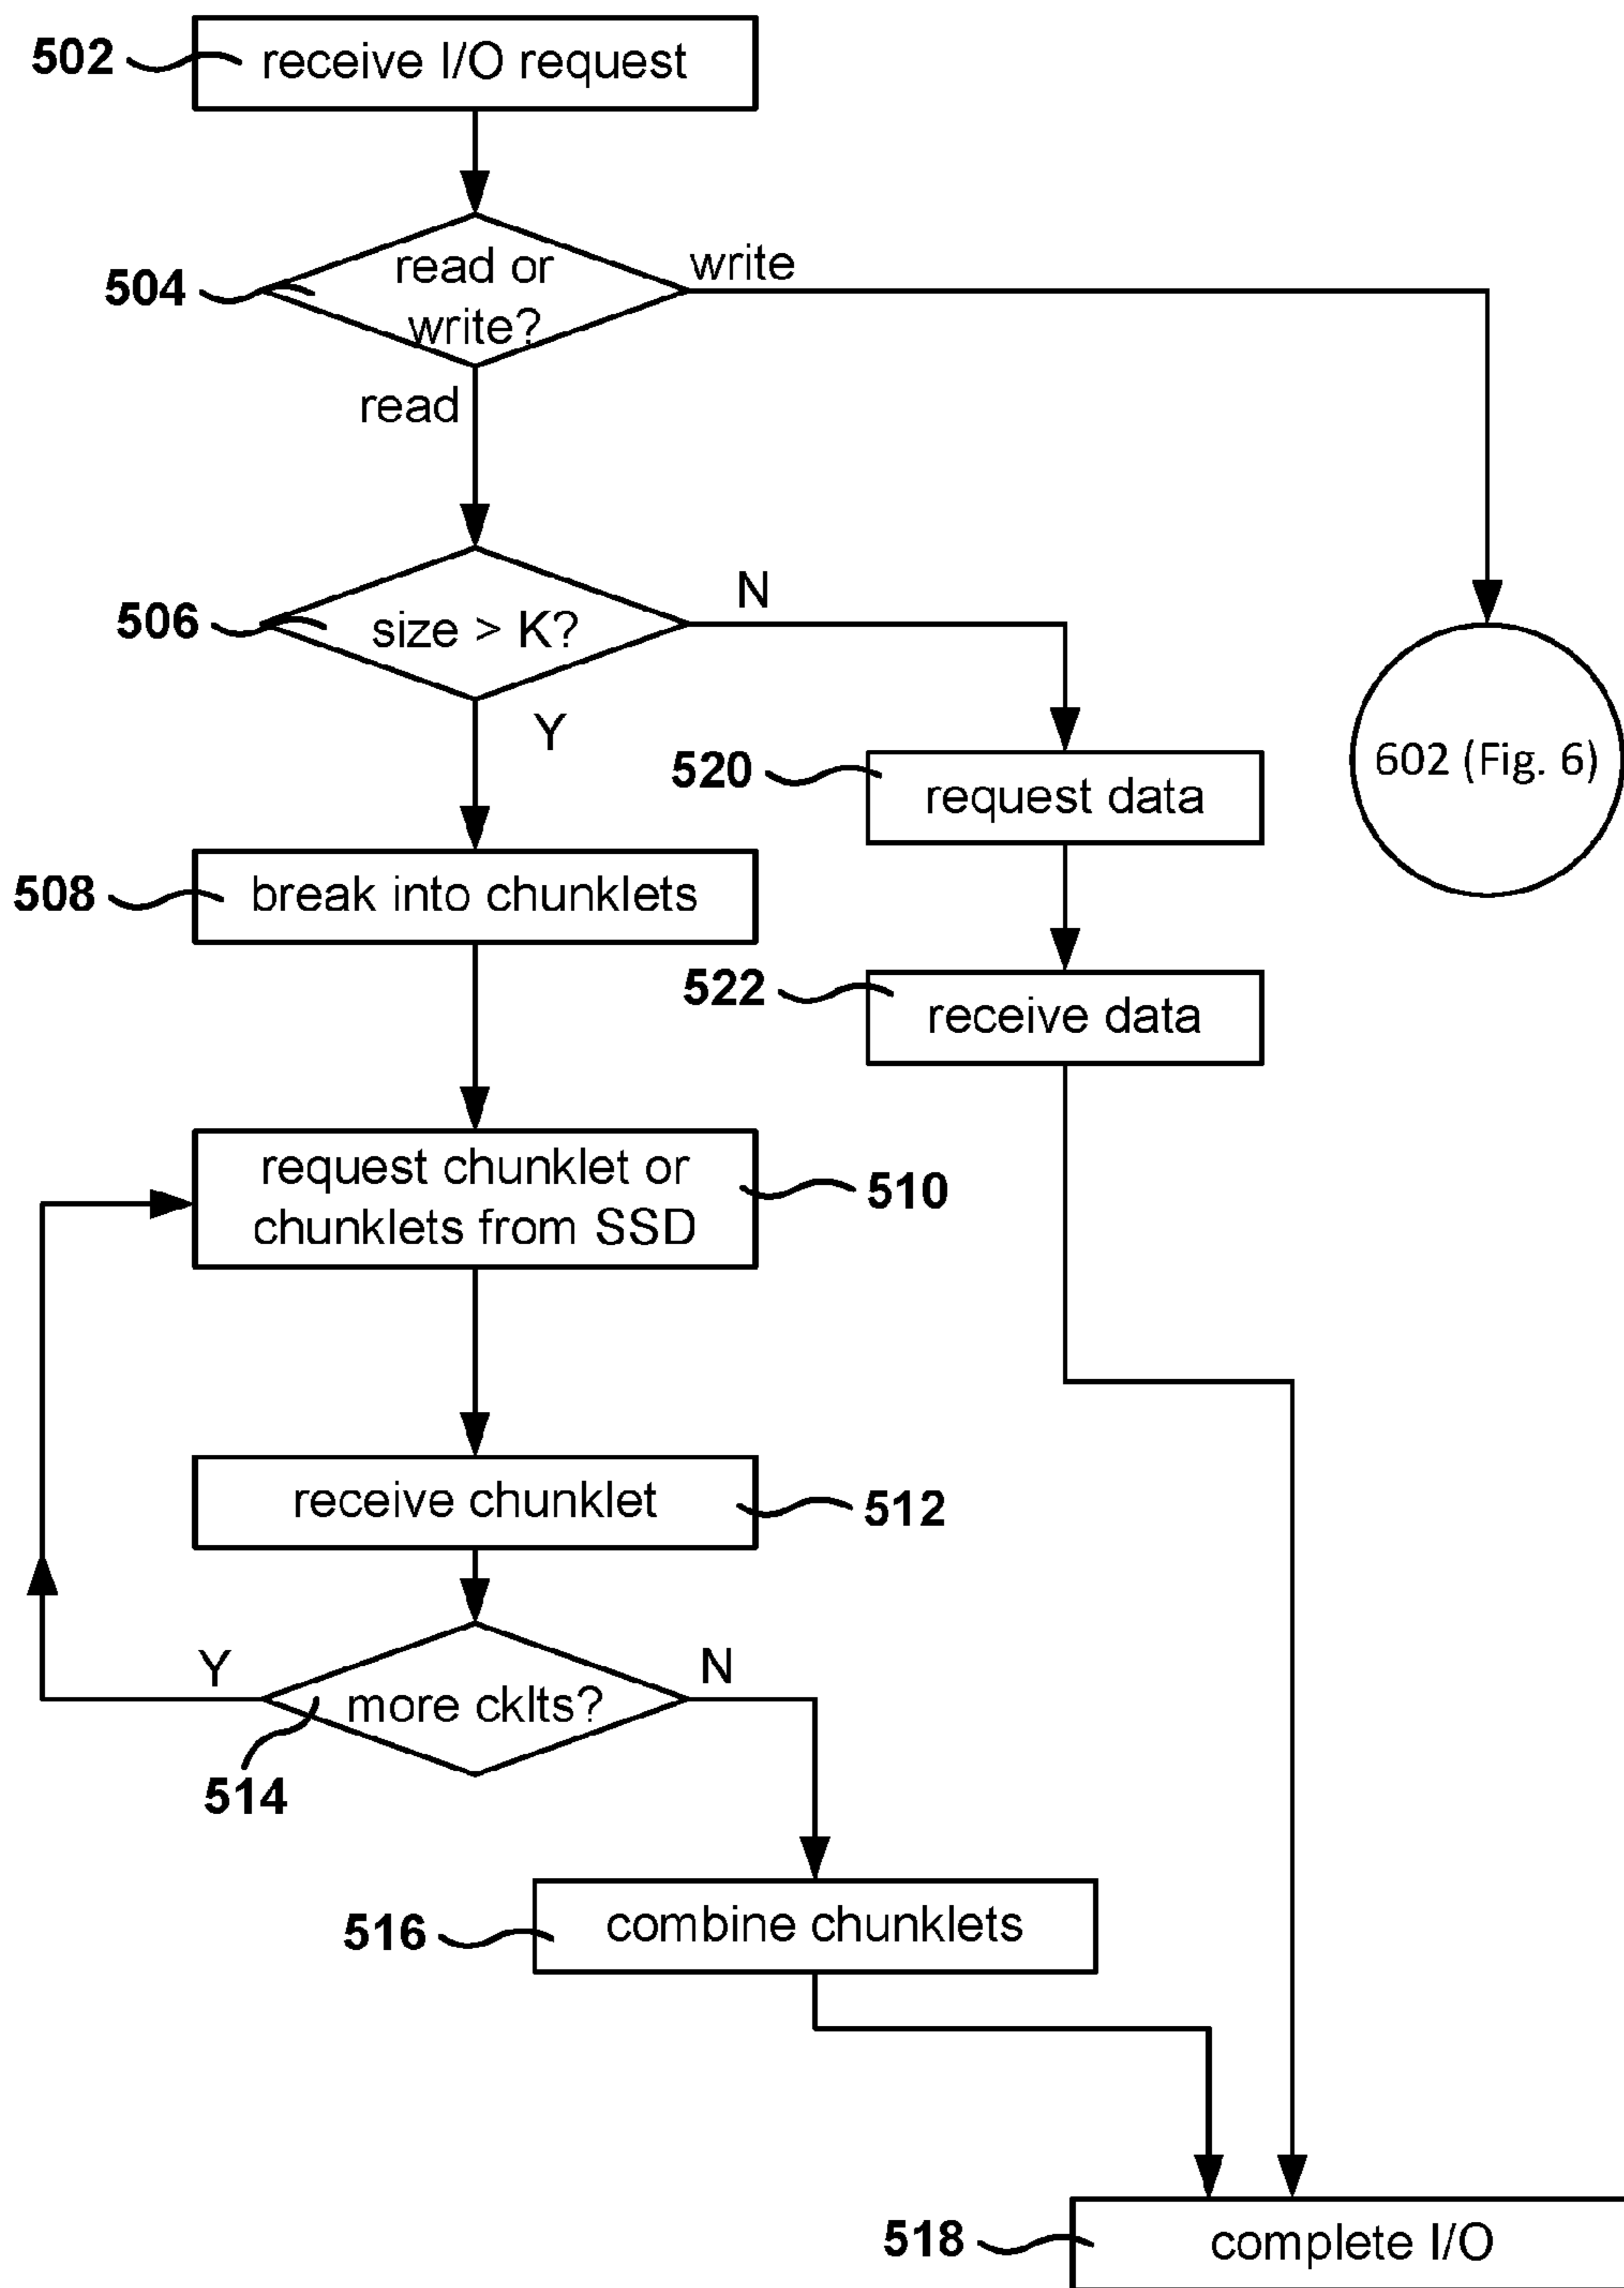 502
receive I/O request
504
read or
write?
write
read
506
size > K?
N
Y
602 (Fig. 6)
520
request data
508
break into chunklets
522
receive data
request chunklet or
chunklets from SSD
510
receive chunklet
512
Y
more cklts?
N
514
516
combine chunklets
518
complete I/O